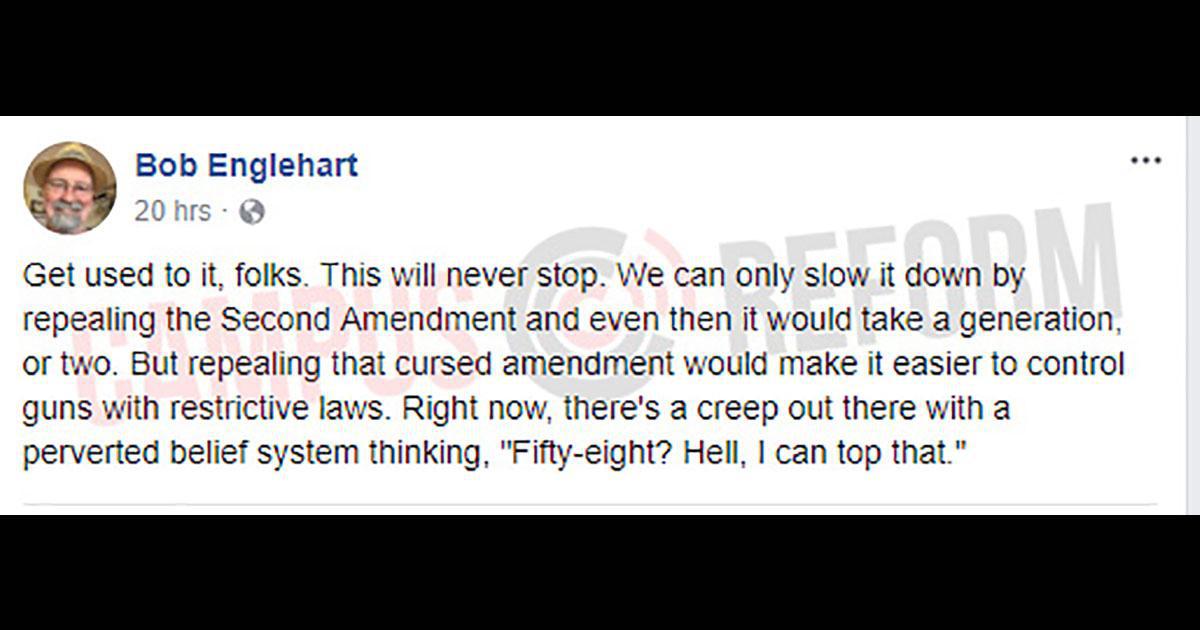 Bob Englehart
20 hrs ·
Get used to it, folks. This will never stop. We can only slow it down by
repealing the Second Amendment and even then it would take a generation,
or two. But repealing that cursed amendment would make it easier to control
guns with restrictive laws. Right now, there's a creep out there with a
perverted belief system thinking, "Fifty-eight? Hell, I can top that."
CAMPUS REFORM